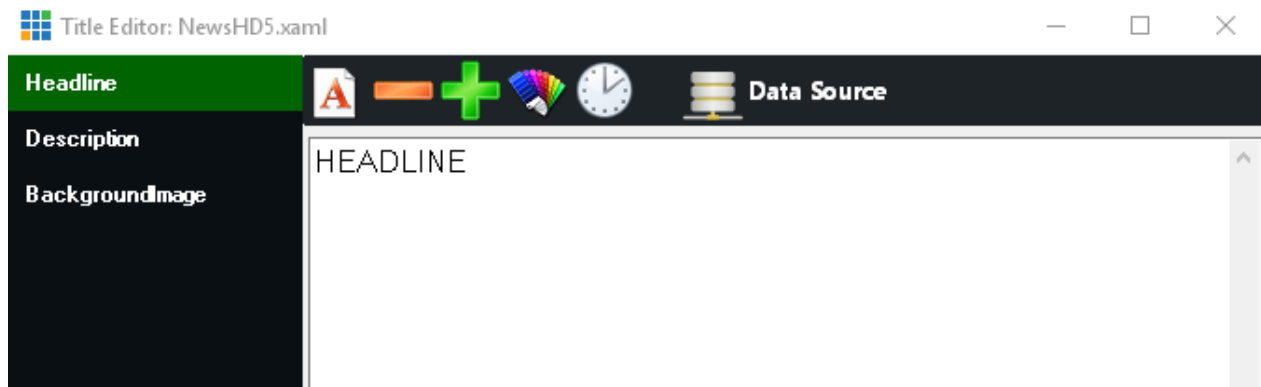 Title Editor: NewsHD5.xaml
Headline
Data Source
Description
HEADLINE
BackgroundImage